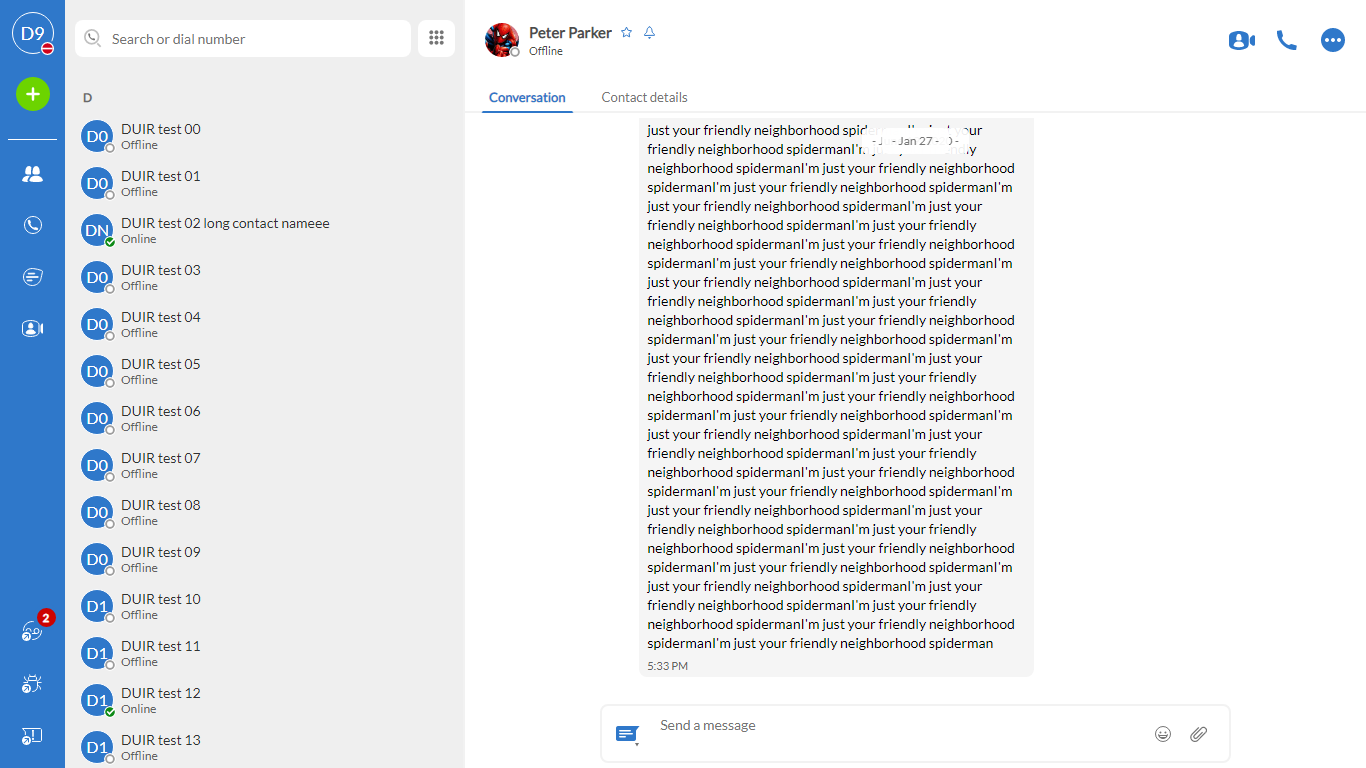 D9
Search or dial number
D
D0
DUIR test 00
Offline
D0
DUIR test 01
Offline
DN
DUIR test 02 long contact nameee
Online
D0
DUIR test 03
Offline
D0
DUIR test 04
Offline
D0
DUIR test 05
Offline
D0
DUIR test 06
Offline
D0
DUIR test 07
Offline
D0
DUIR test 08
Offline
D0
DUIR test 09
Offline
D1
DUIR test 10
Offline
D1
DUIR test 11
Offline
D1
DUIR test 12
Online
D1
DUIR test 13
Offline
2
Peter Parker
Offline
Conversation
Contact details
just your friendly neighborhood just your
- Jan 27 -
friendly neighborhood spidermanI'm
neighborhood spidermanI'm just your friendly neighborhood
spidermanI'm just your friendly neighborhood spidermanI'm
just your friendly neighborhood spidermanI'm just your
friendly neighborhood spidermanI'm just your friendly
neighborhood spidermanI'm just your friendly neighborhood
spidermanI'm just your friendly neighborhood spidermanI'm
just your friendly neighborhood spidermanI'm just your
friendly neighborhood spidermanI'm just your friendly
neighborhood spidermanI'm just your friendly neighborhood
spidermanI'm just your friendly neighborhood spidermanI'm
just your friendly neighborhood spidermanI'm just your
friendly neighborhood spidermanI'm just your friendly
neighborhood spidermanI'm just your friendly neighborhood
spidermanI'm just your friendly neighborhood spidermanI'm
just your friendly neighborhood spidermanI'm just your
friendly neighborhood spidermanI'm just your friendly
neighborhood spidermanI'm just your friendly neighborhood
spidermanI'm just your friendly neighborhood spidermanI'm
just your friendly neighborhood spidermanI'm just your
friendly neighborhood spidermanI'm just your friendly
neighborhood spidermanI'm just your friendly neighborhood
spidermanI'm just your friendly neighborhood spidermanI'm
just your friendly neighborhood spidermanI'm just your
friendly neighborhood spidermanI'm just your friendly
neighborhood spidermanI'm just your friendly neighborhood
spidermanI'm just your friendly neighborhood spiderman
5:33 PM
Send a message